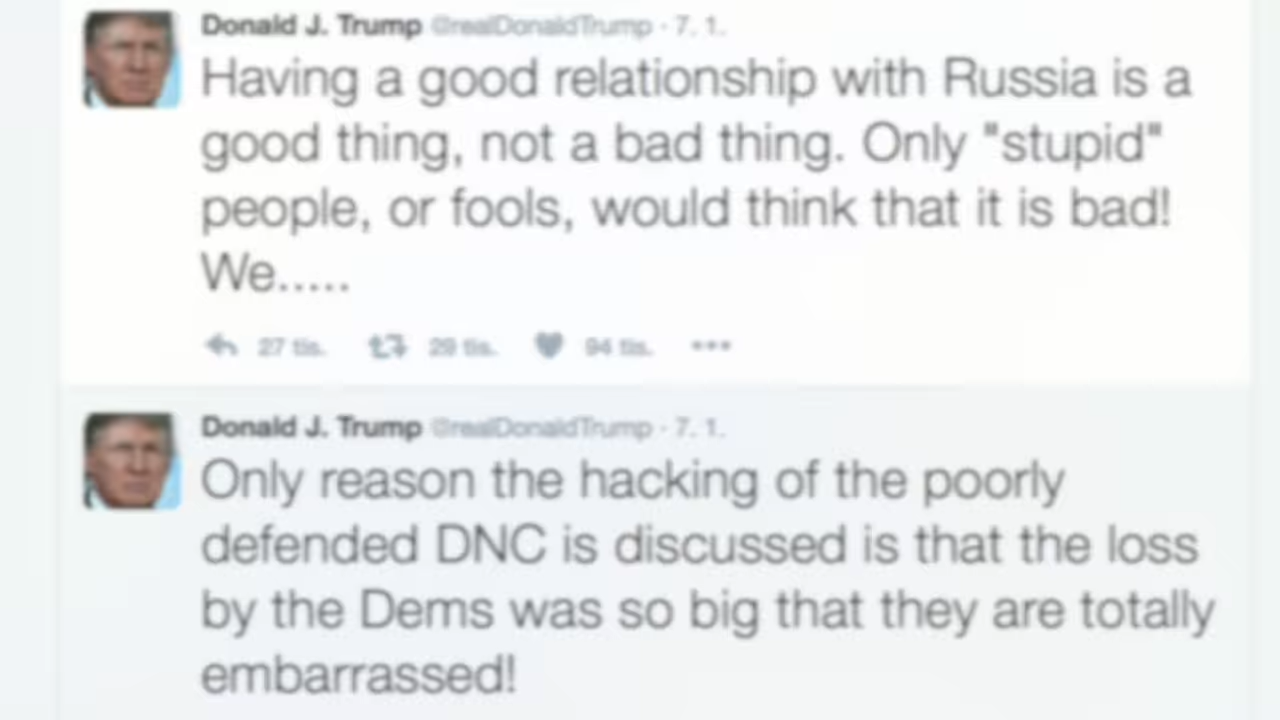 Donald J. Trump @realDonaldTrump · 7. 1.
Having a good relationship with Russia is a
good thing, not a bad thing. Only "stupid"
people, or fools, would think that it is bad!
We.....
27 tis. 29 tis. 94 tis.
Donald J. Trump @realDonaldTrump · 7. 1.
Only reason the hacking of the poorly
defended DNC is discussed is that the loss
by the Dems was so big that they are totally
embarrassed!